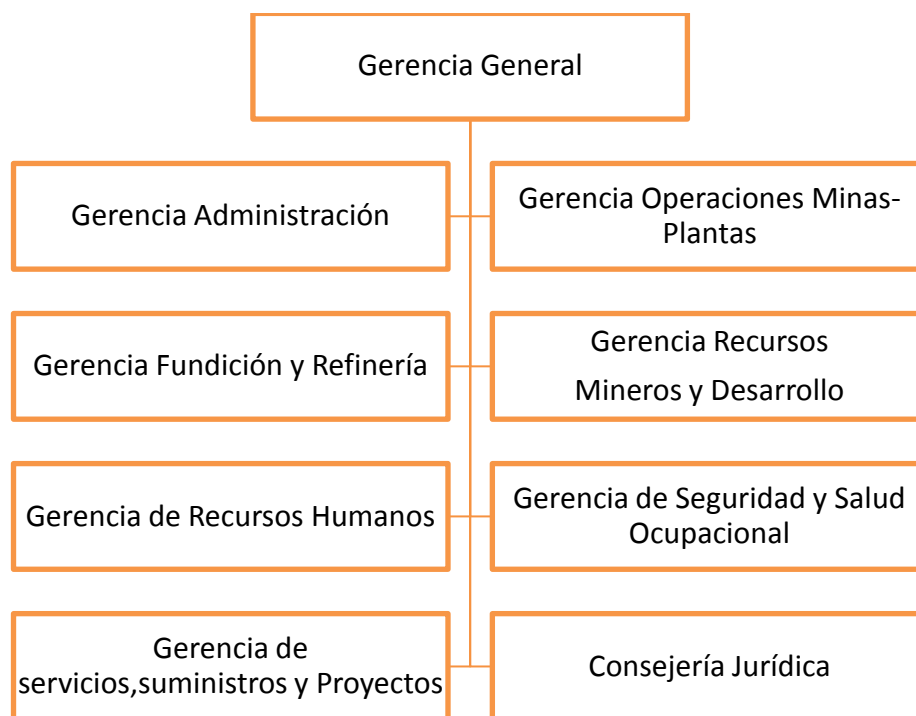 Gerencia General
Gerencia Administración
Gerencia Operaciones Minas-
Plantas
Gerencia Fundición y Refinería
Gerencia Recursos
Mineros y Desarrollo
Gerencia de Recursos Humanos
Gerencia de Seguridad y Salud
Ocupacional
Gerencia de
servicios,suministros y Proyectos
Consejería Jurídica